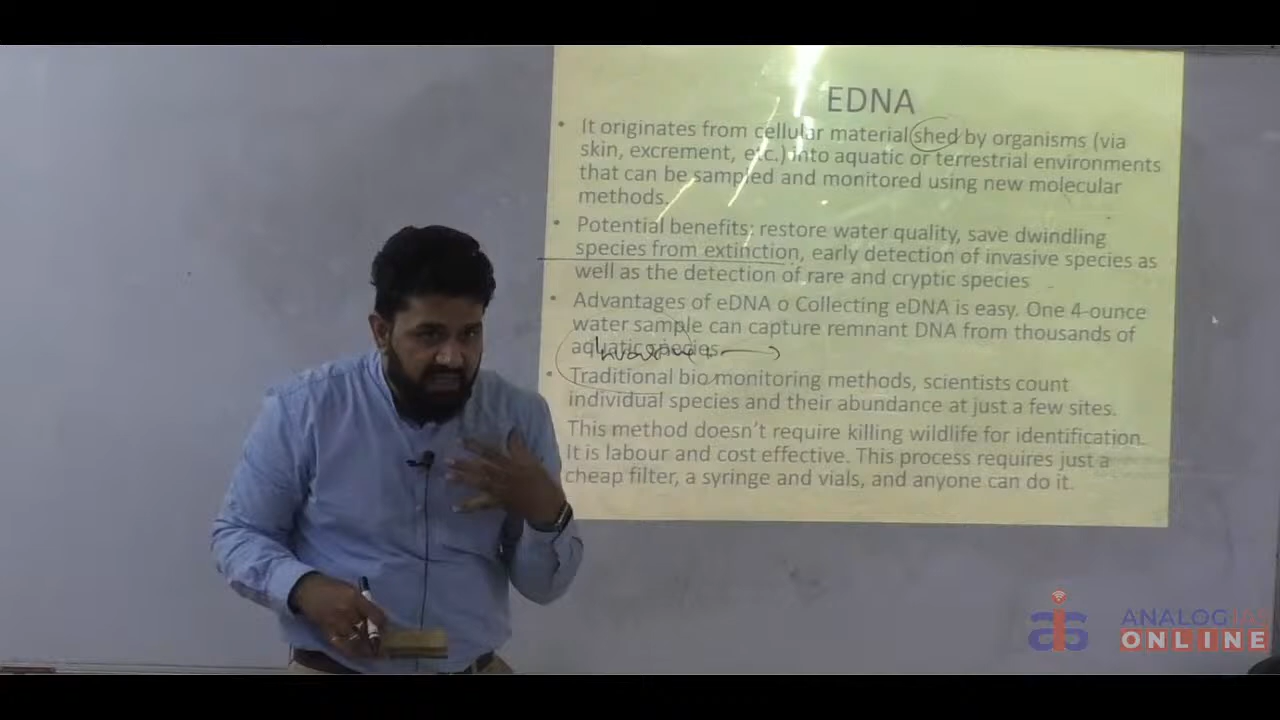 EDNA
• It originates from cellular material shed by organisms (via
skin, excrement, etc.) into aquatic or terrestrial environments
that can be sampled and monitored using new molecular
methods.
• Potential benefits: restore water quality, save dwindling
species from extinction, early detection of invasive species as
well as the detection of rare and cryptic species
• Advantages of eDNA o Collecting eDNA is easy. One 4-ounce
water sample can capture remnant DNA from thousands of
aquatic species.
• Traditional bio monitoring methods, scientists count
individual species and their abundance at just a few sites.
This method doesn't require killing wildlife for identification.
It is labour and cost effective. This process requires just a
cheap filter, a syringe and vials, and anyone can do it.
ais ANALOG IAS
ONLINE